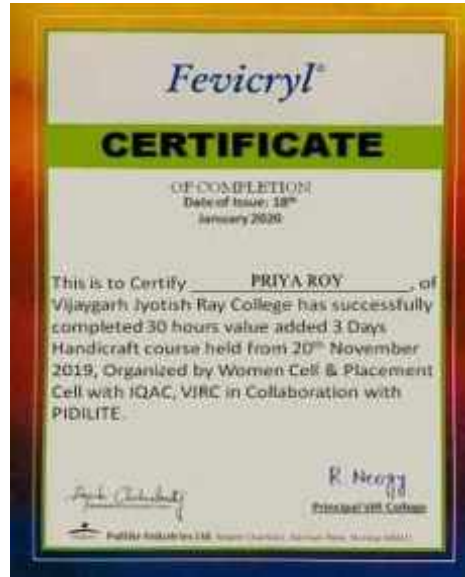 Fevicryl®
CERTIFICATE
OF COMPLETION
Date of Issue: 18th
January 2020
This is to Certify PRIYA ROY, of
Vijaygarh Jyotish Ray College has successfully
completed 30 hours value added 3 Days
Handicraft course held from 20th November
2019, Organized by Women Cell & Placement
Cell with IQAC, VJRC in Collaboration with
PIDILITE.
R. Neogy
Principal VJR College
Pidilite Industries Ltd.